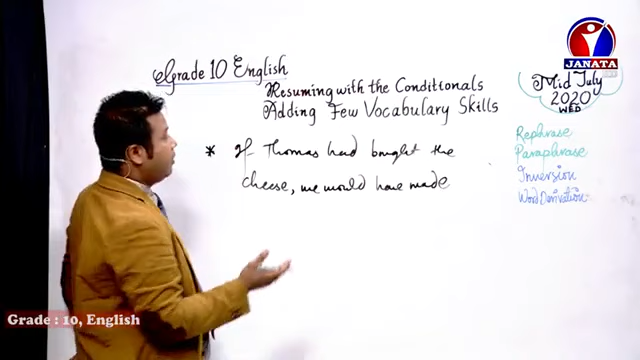 Grade 10 English
Resuming with the Conditionals
Adding Few Vocabulary Skills
* If Thomas had bought the
cheese, we would have made
Mid July
2020
WED
Rephrase
Paraphrase
Inversion
Word Derivation
JANATA
Grade : 10, English